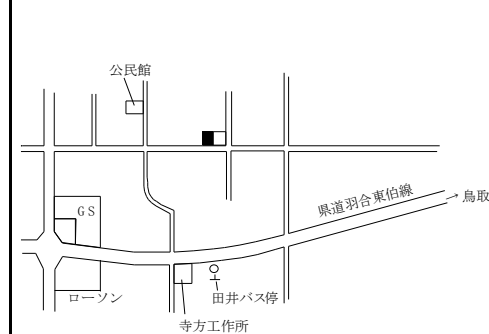 公民館
県道羽合東伯線
→ 鳥取
GS
ローソン
田井バス停
寺方工作所